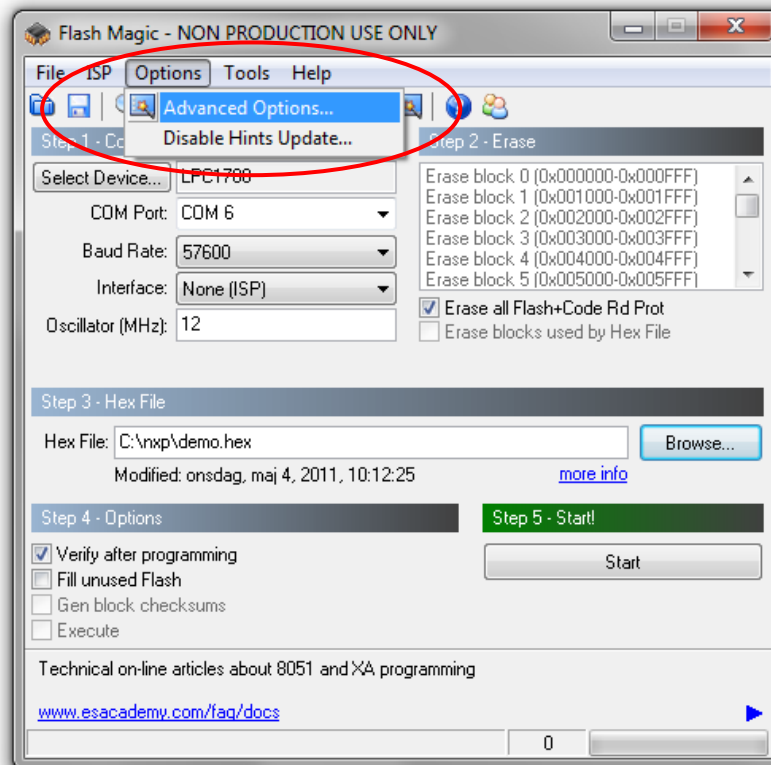 Flash Magic - NON PRODUCTION USE ONLY
File ISP Options Tools Help
Advanced Options...
Disable Hints Update...
Step 1 - Co
Step 2 - Erase
Select Device... LPC1788
COM Port: COM 6
Baud Rate: 57600
Interface: None (ISP)
Oscillator (MHz): 12
Erase block 0 (0x000000-0x000FFF)
Erase block 1 (0x001000-0x001FFF)
Erase block 2 (0x002000-0x002FFF)
Erase block 3 (0x003000-0x003FFF)
Erase block 4 (0x004000-0x004FFF)
Erase block 5 (0x005000-0x005FFF)
Erase all Flash+Code Rd Prot
Erase blocks used by Hex File
Step 3 - Hex File
Hex File: C:\nxp\demo.hex
Browse...
Modified: onsdag, maj 4, 2011, 10:12:25
more info
Step 4 - Options
Verify after programming
Fill unused Flash
Gen block checksums
Execute
Step 5 - Start!
Start
Technical on-line articles about 8051 and XA programming
www.esacademy.com/faq/docs
0